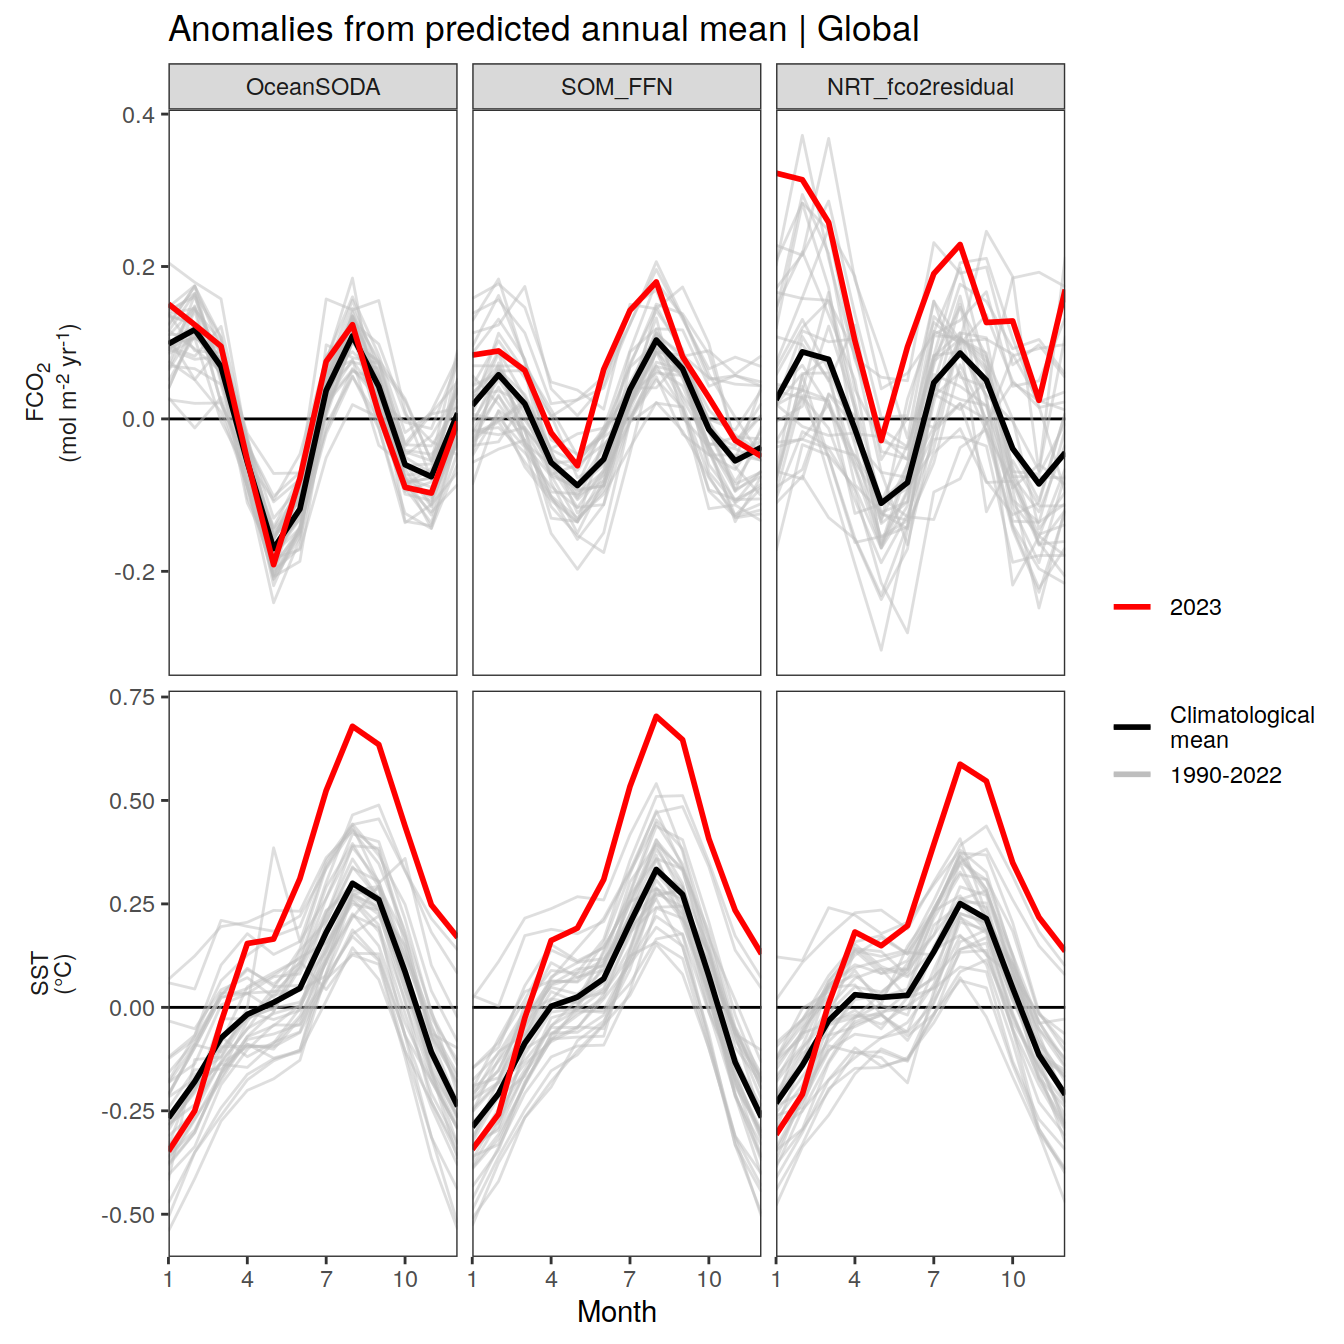 Anomalies from predicted annual mean | Global
OceanSODA
SOM_FFN
NRT_fco2residual
FCO₂
(mol m⁻² yr⁻¹)
0.4
0.2
0.0
-0.2
SST
(°C)
0.75
0.50
0.25
0.00
-0.25
-0.50
1 4 7 10
1 4 7 10
1 4 7 10
Month
2023
Climatological
mean
1990-2022